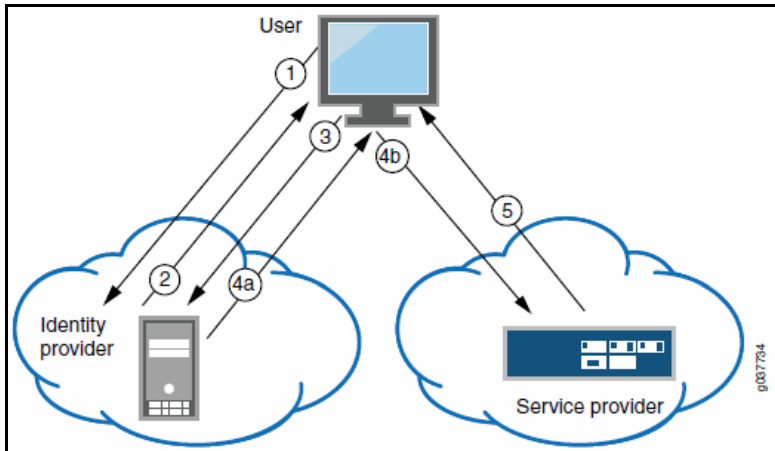 User
1
3
4b
5
2
4a
Identity
provider
Service provider
g037734